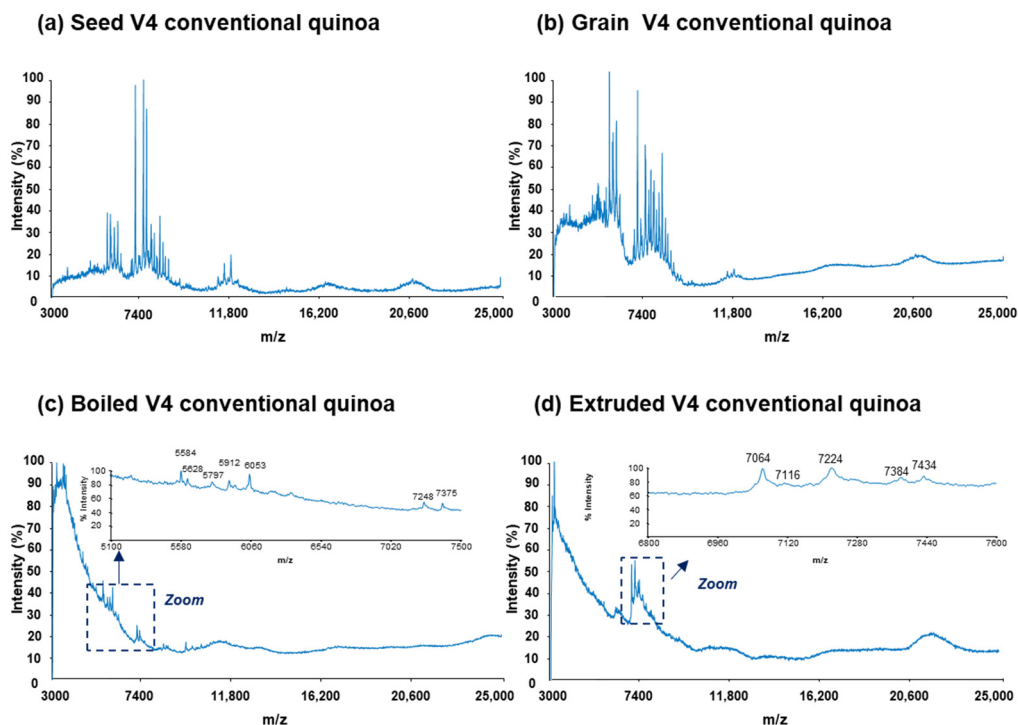 (a) Seed V4 conventional quinoa
(b) Grain V4 conventional quinoa
Intensity (%)
100
90
80
70
60
50
40
30
20
10
0
3000 7400 11,800 16,200 20,600 25,000
m/z
Intensity (%)
100
90
80
70
60
50
40
30
20
10
0
3000 7400 11,800 16,200 20,600 25,000
m/z
(c) Boiled V4 conventional quinoa
(d) Extruded V4 conventional quinoa
Intensity (%)
100
90
80
70
60
50
40
30
20
10
0
3000 7400 11,800 16,200 20,600 25,000
m/z
% Intensity
100
80
60
40
20
5584
5628
5797
5912
6053
7248
7375
5100 5580 6060 6540 7020 7500
m/z
Zoom
Intensity (%)
100
90
80
70
60
50
40
30
20
10
0
3000 7400 11,800 16,200 20,600 25,000
m/z
% Intensity
100
80
60
40
20
0
7064
7116
7224
7384
7434
6800 6960 7120 7280 7440 7600
m/z
Zoom